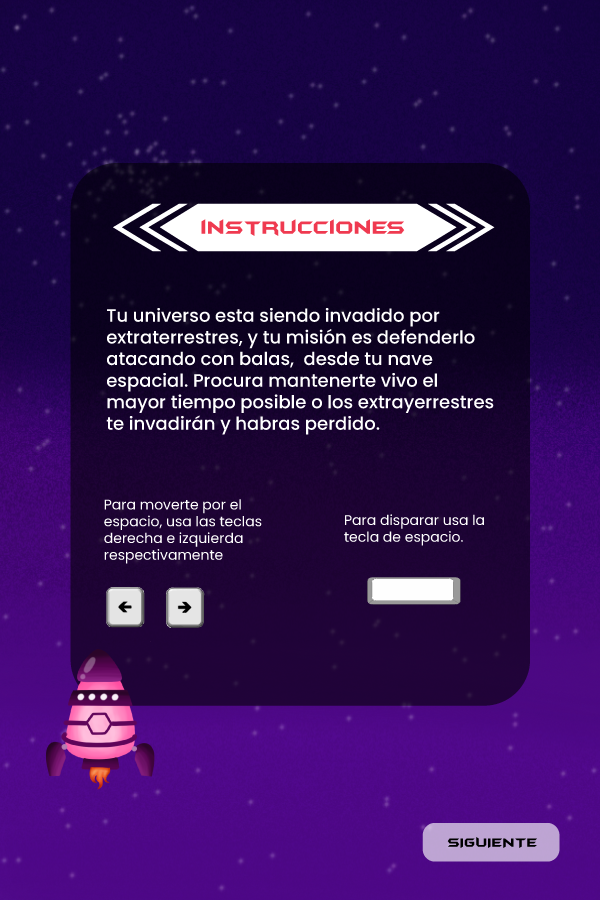 INSTRUCCIONES
Tu universo esta siendo invadido por
extraterrestres, y tu misión es defenderlo
atacando con balas,  desde tu nave
espacial. Procura mantenerte vivo el
mayor tiempo posible o los extrayerrestres
te invadirán y habras perdido.
Para moverte por el
espacio, usa las teclas
derecha e izquierda
respectivamente
Para disparar usa la
tecla de espacio.
SIGUIENTE